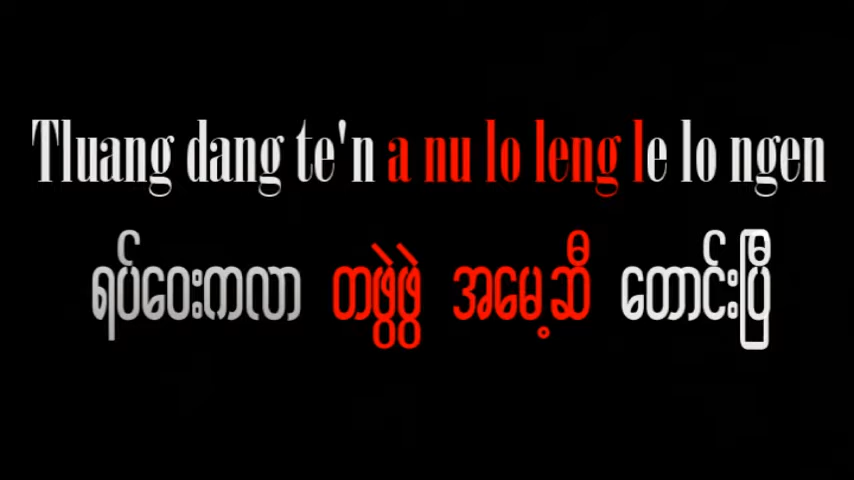 Tluang dang te'n a nu lo leng le lo ngen
ရပ်ဝေးကလာ တဖွဲဖွဲ အမေ့ဆီ တောင်းပြီ